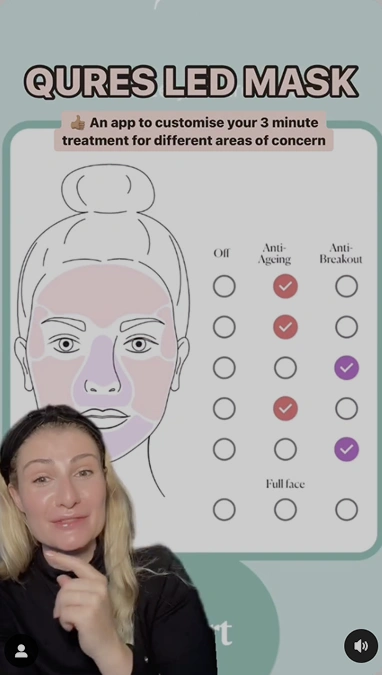 QURES LED MASK
👍🏽 An app to customise your 3 minute
treatment for different areas of concern
Off
Anti-
Ageing
Anti-
Breakout
Full face